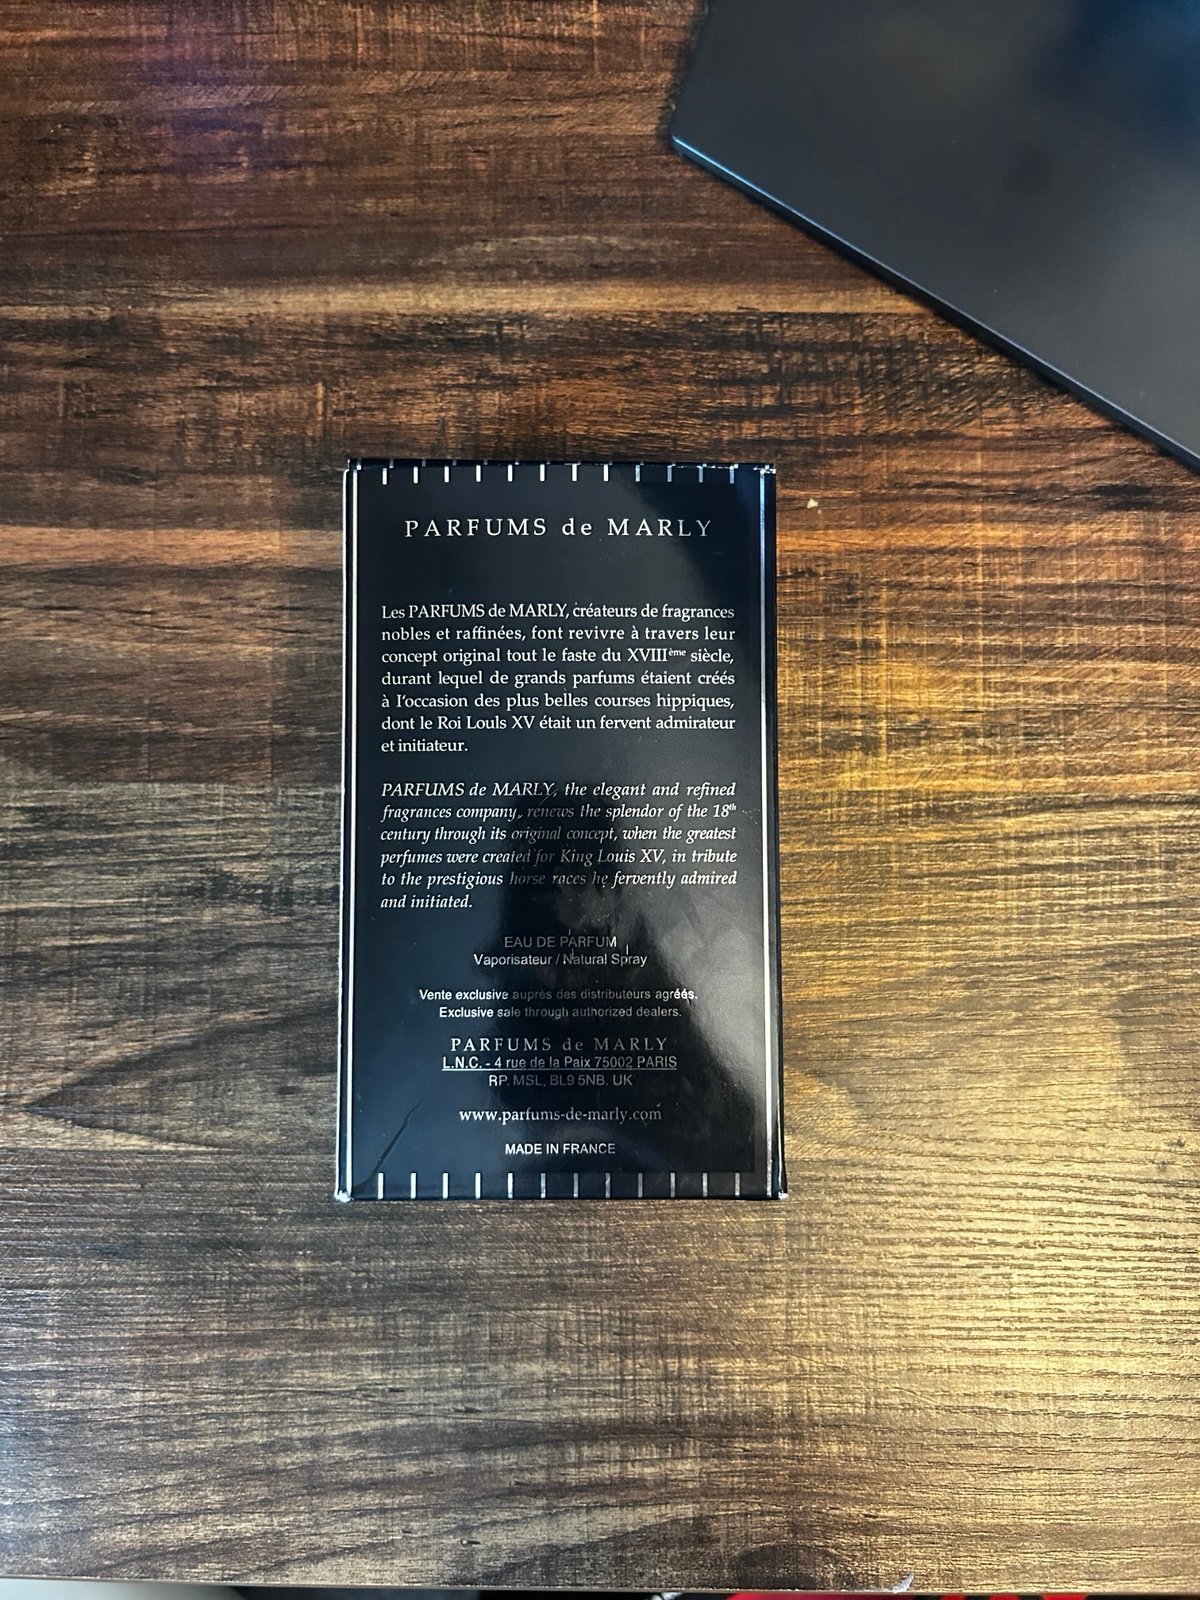 PARFUMS de MARLY
Les PARFUMS de MARLY, créateurs de fragrances
nobles et raffinées, font revivre à travers leur
concept original tout le faste du XVIIIème siècle,
durant lequel de grands parfums étaient créés
à l'occasion des plus belles courses hippiques,
dont le Roi Louis XV était un fervent admirateur
et initiateur.
PARFUMS de MARLY, the elegant and refined
fragrances company, renews the splendor of the 18th
century through its original concept, when the greatest
perfumes were created for King Louis XV, in tribute
to the prestigious horse races he fervently admired
and initiated.
EAU DE PARFUM
Vaporisateur / Natural Spray
Vente exclusive auprès des distributeurs agréés.
Exclusive sale through authorized dealers.
PARFUMS de MARLY
L.N.C. - 4 rue de la Paix 75002 PARIS
RP. MSL, BL9 5NB. UK
www.parfums-de-marly.com
MADE IN FRANCE